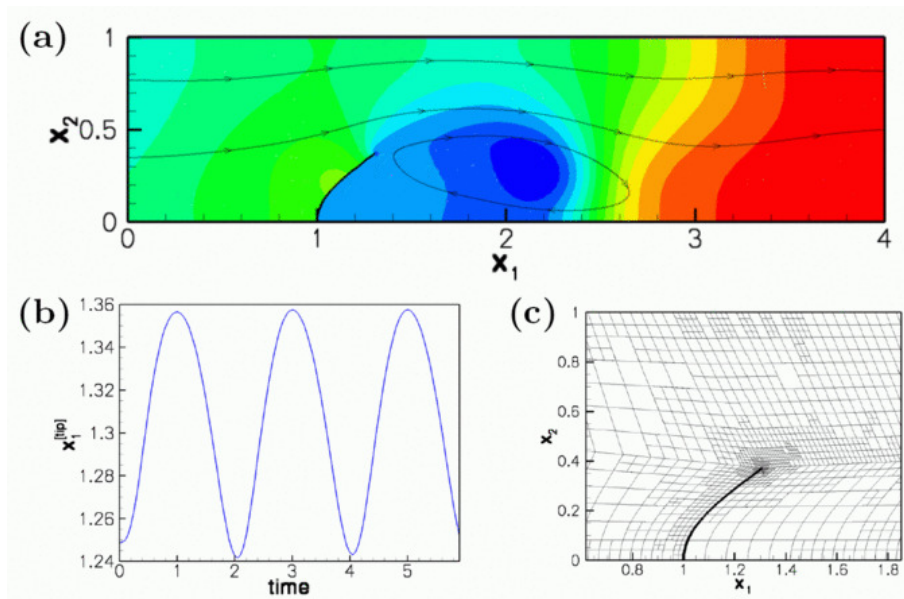 (a)
1
0.5
0
x₂
0 1 2 3 4
x₁
(b)
1.36
1.34
1.32
1.3
1.28
1.26
1.24
x₁[tip]
0 1 2 3 4 5
time
(c)
1
0.8
0.6
0.4
0.2
0
x₂
0.8 1 1.2 1.4 1.6 1.8
x₁